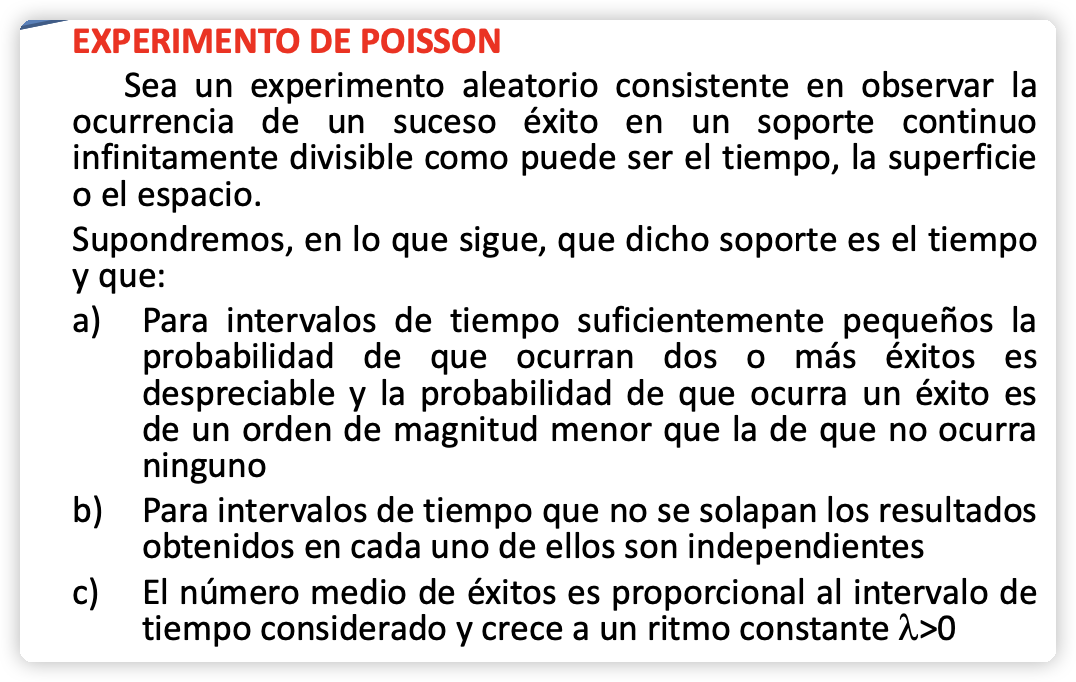 EXPERIMENTO DE POISSON
Sea un experimento aleatorio consistente en observar la
ocurrencia de un suceso éxito en un soporte continuo
infinitamente divisible como puede ser el tiempo, la superficie
o el espacio.
Supondremos, en lo que sigue, que dicho soporte es el tiempo
y que:
a) Para intervalos de tiempo suficientemente pequeños la
probabilidad de que ocurran dos o más éxitos es
despreciable y la probabilidad de que ocurra un éxito es
de un orden de magnitud menor que la de que no ocurra
ninguno
b) Para intervalos de tiempo que no se solapan los resultados
obtenidos en cada uno de ellos son independientes
c) El número medio de éxitos es proporcional al intervalo de
tiempo considerado y crece a un ritmo constante λ>0